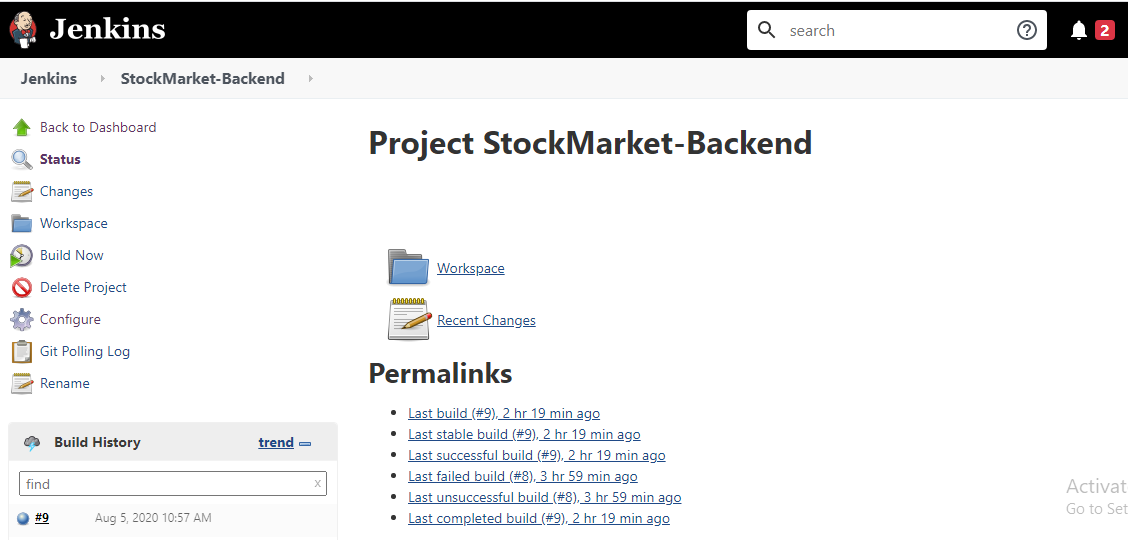 Jenkins
search
2
Jenkins StockMarket-Backend
Back to Dashboard
Status
Changes
Workspace
Build Now
Delete Project
Configure
Git Polling Log
Rename
Build History trend
find x
#9 Aug 5, 2020 10:57 AM
Project StockMarket-Backend
Workspace
Recent Changes
Permalinks
Last build (#9), 2 hr 19 min ago
Last stable build (#9), 2 hr 19 min ago
Last successful build (#9), 2 hr 19 min ago
Last failed build (#8), 3 hr 59 min ago
Last unsuccessful build (#8), 3 hr 59 min ago
Last completed build (#9), 2 hr 19 min ago
Activat
Go to Set